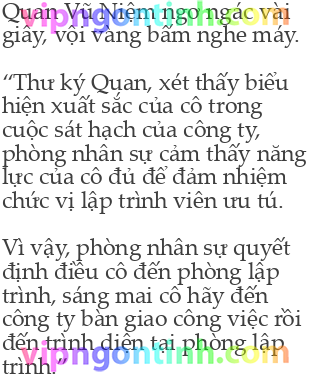 Quan Vũ Niêm ngơ ngác vài
giây, vội vàng bấm nghe máy.
“Thư ký Quan, xét thấy biểu
hiện xuất sắc của cô trong
cuộc sát hạch của công ty,
phòng nhân sự cảm thấy năng
lực của cô đủ để đảm nhiệm
chức vị lập trình viên ưu tú.
Vì vậy, phòng nhân sự quyết
định điều cô đến phòng lập
trình, sáng mai cô hãy đến
công ty bàn giao công việc rồi
đến trình diện tại phòng lập
trình.”
vipngontinh.com
vipngontinh.com